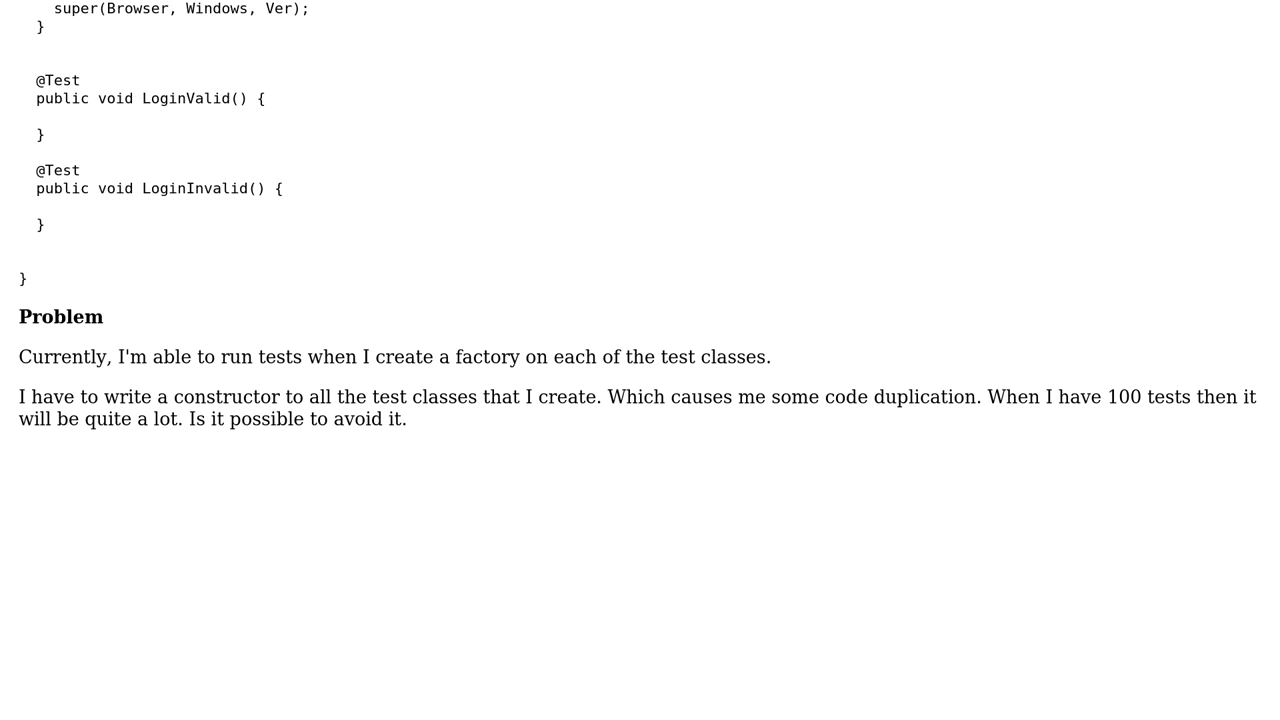 super(Browser, Windows, Ver);
}
@Test
public void LoginValid() {
}
@Test
public void LoginInvalid() {
}
}
Problem
Currently, I'm able to run tests when I create a factory on each of the test classes.
I have to write a constructor to all the test classes that I create. Which causes me some code duplication. When I have 100 tests then it
will be quite a lot. Is it possible to avoid it.